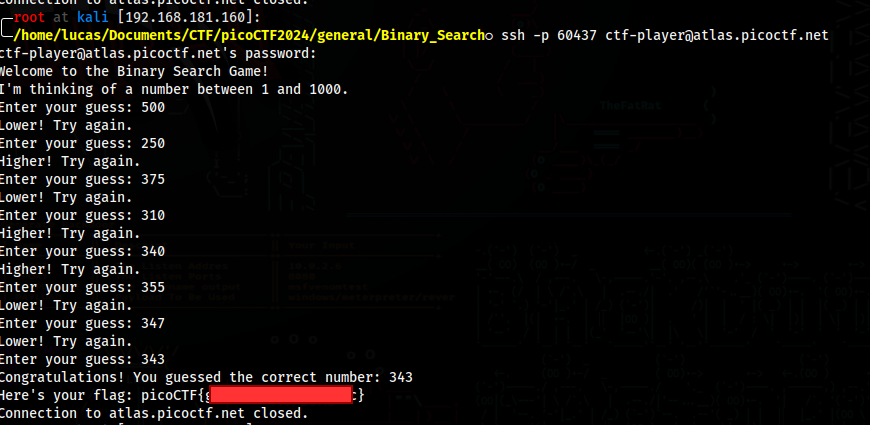 connection to atlas.picoctf.net closed.
root at kali [192.168.181.160]:
/home/lucas/Documents/CTF/picoCTF2024/general/Binary_Search○ ssh -p 60437 ctf-player@atlas.picoctf.net
ctf-player@atlas.picoctf.net's password:
Welcome to the Binary Search Game!
I'm thinking of a number between 1 and 1000.
Enter your guess: 500
Lower! Try again.
Enter your guess: 250
Higher! Try again.
Enter your guess: 375
Lower! Try again.
Enter your guess: 310
Higher! Try again.
Enter your guess: 340
Higher! Try again.
Enter your guess: 355
Lower! Try again.
Enter your guess: 347
Lower! Try again.
Enter your guess: 343
Congratulations! You guessed the correct number: 343
Here's your flag: picoCTF{g c}
Connection to atlas.picoctf.net closed.
TheFatRat
Your Input